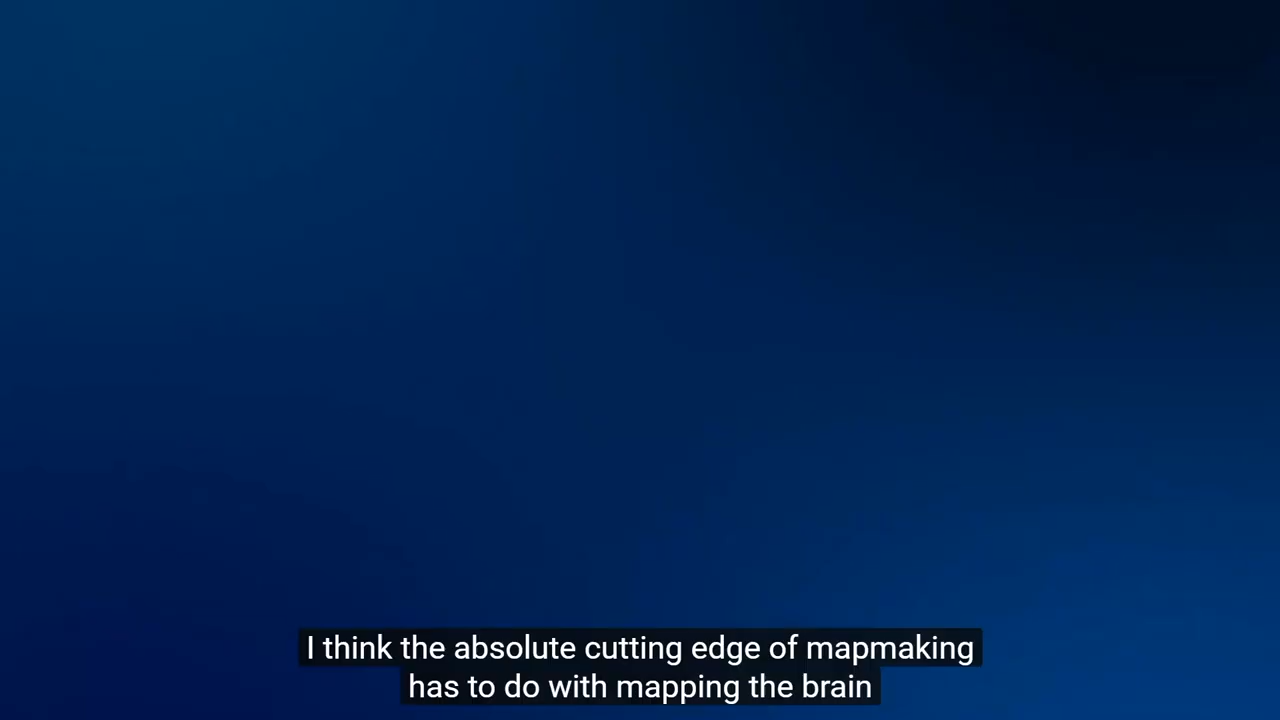 I think the absolute cutting edge of mapmaking
has to do with mapping the brain